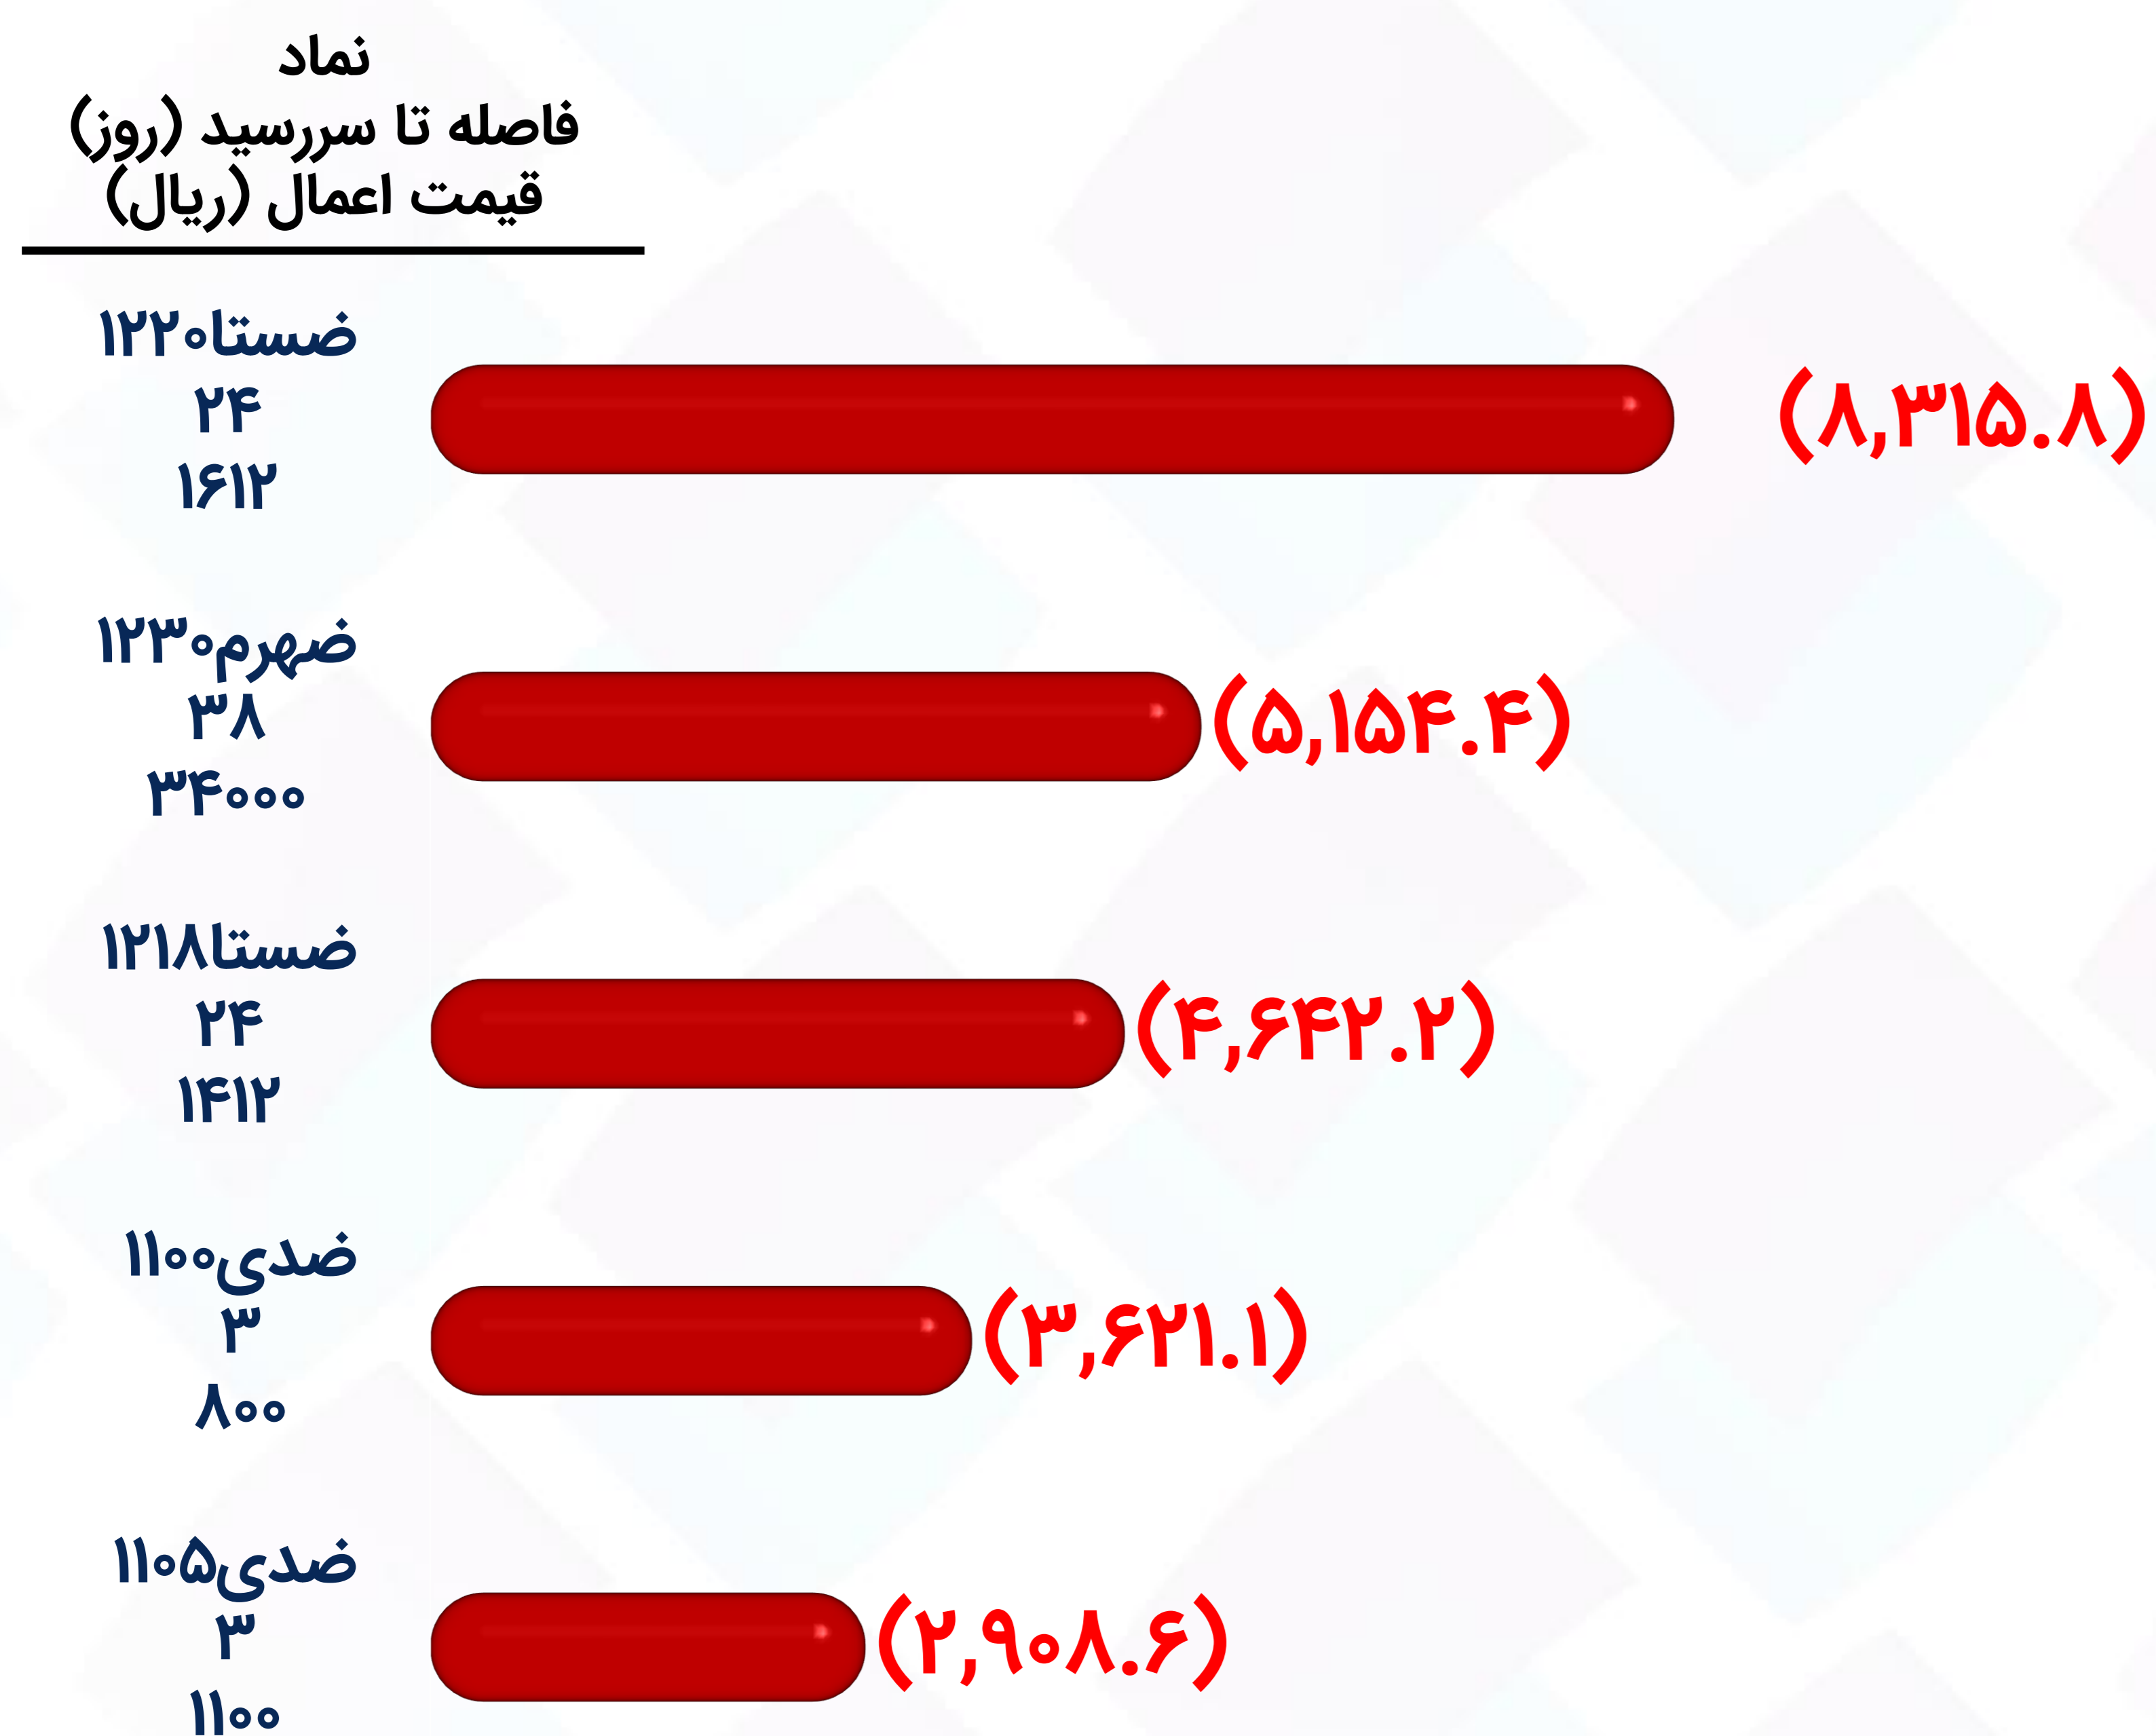 نماد
فاصله تا سررسید (روز)
قیمت اعمال (ریال)
ضستا۱۲۲۰
۲۴
۱۶۱۲
(۸,۳۱۵.۸)
ضهرم۱۲۳۰
۳۸
۳۴۰۰۰
(۵,۱۵۴.۴)
ضستا۱۲۱۸
۲۴
۱۴۱۲
(۴,۶۴۲.۲)
ضدی۱۱۰۰
۳
۸۰۰
(۳,۶۲۱.۱)
ضدی۱۱۰۵
۳
۱۱۰۰
(۲,۹۰۸.۶)